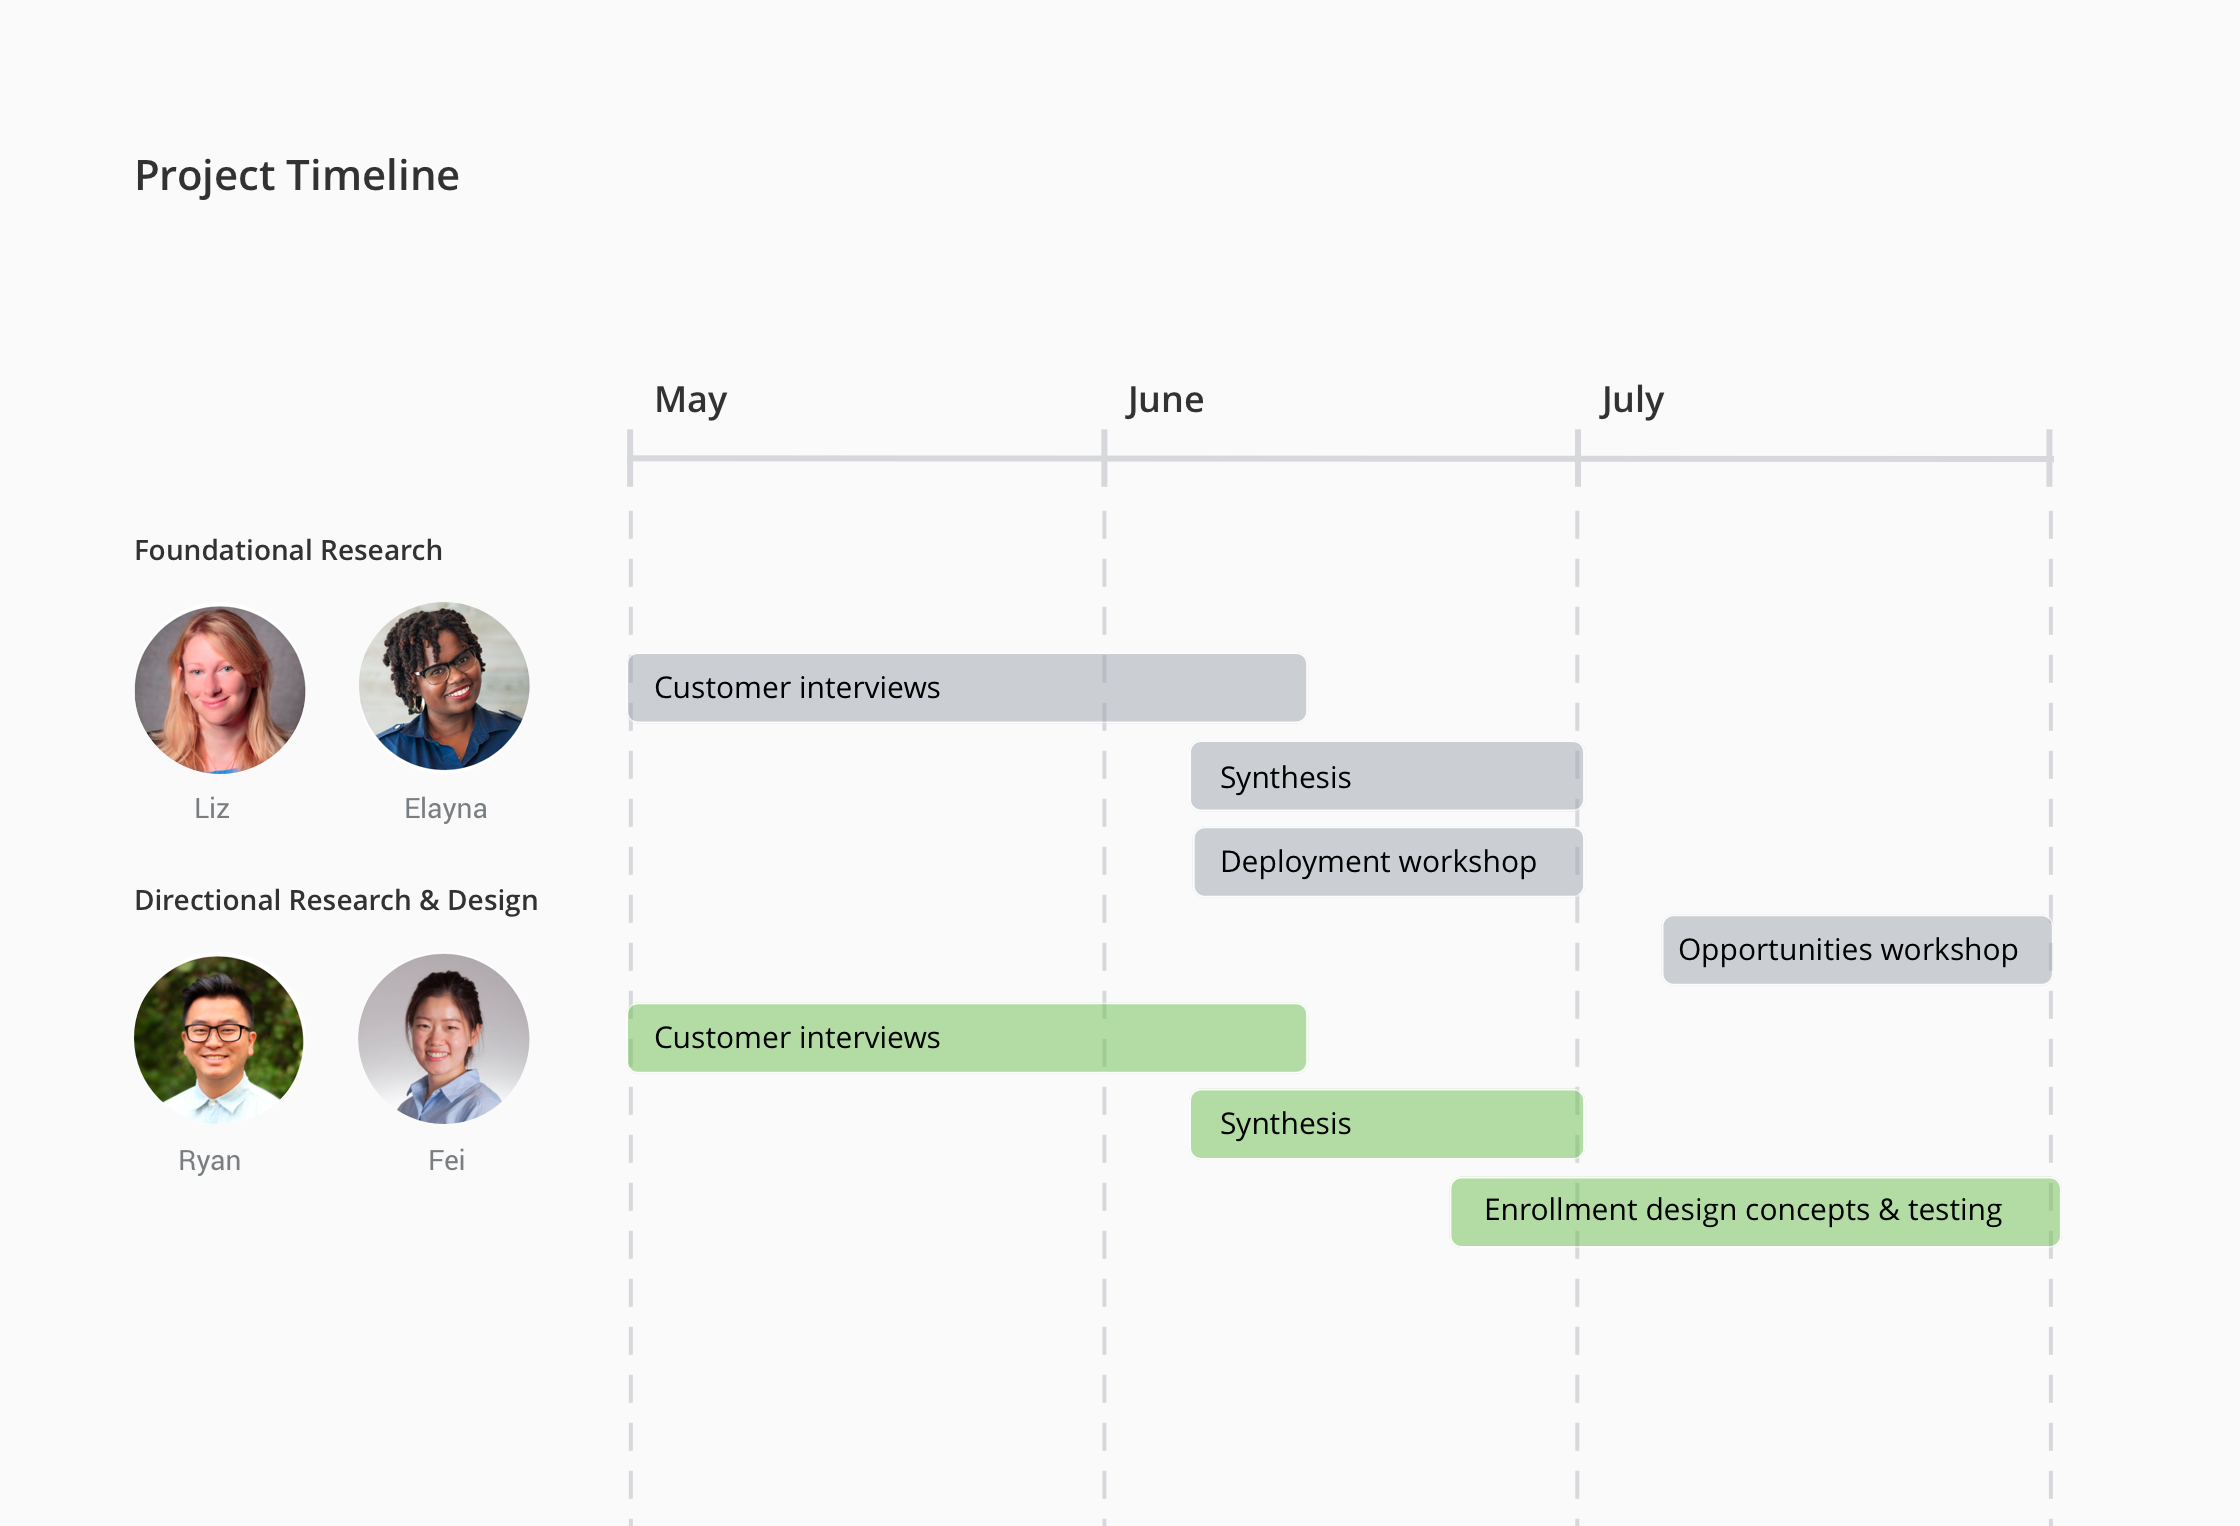 Project Timeline
May
June
July
Foundational Research
Liz
Elayna
Customer interviews
Synthesis
Deployment workshop
Opportunities workshop
Directional Research & Design
Ryan
Fei
Customer interviews
Synthesis
Enrollment design concepts & testing